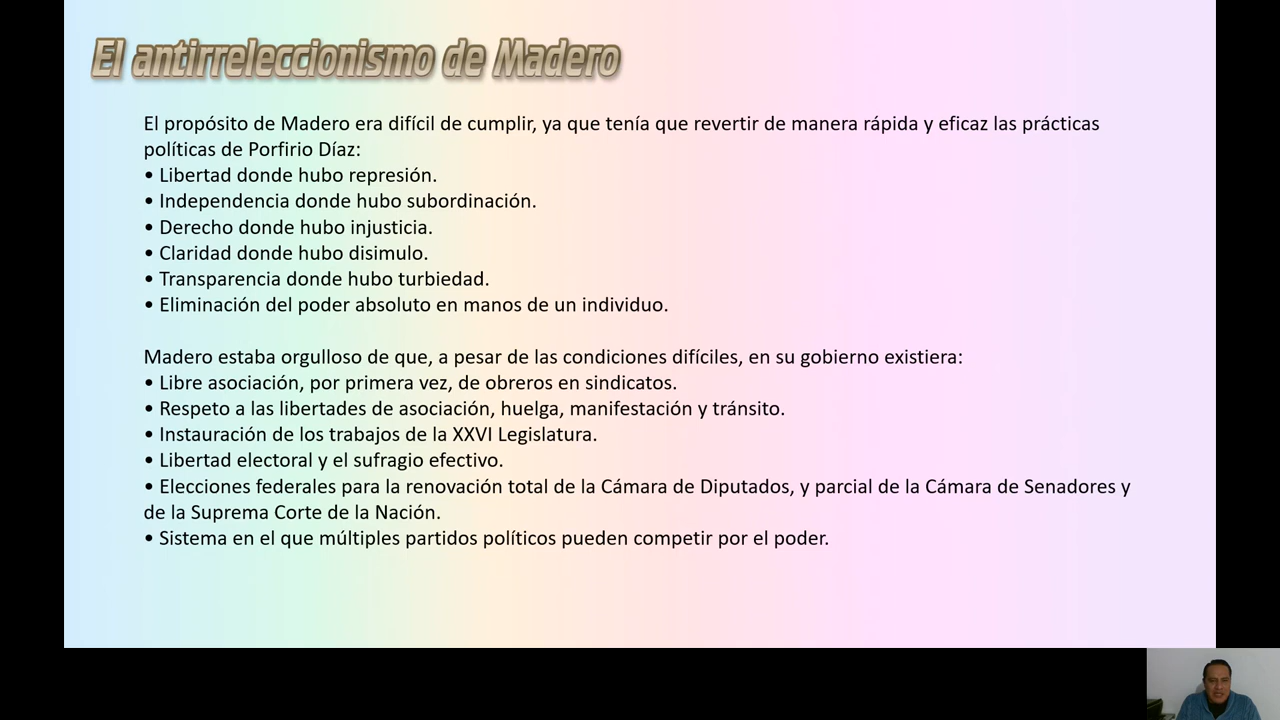 El antirreleccionismo de Madero
El propósito de Madero era difícil de cumplir, ya que tenía que revertir de manera rápida y eficaz las prácticas
políticas de Porfirio Díaz:
• Libertad donde hubo represión.
• Independencia donde hubo subordinación.
• Derecho donde hubo injusticia.
• Claridad donde hubo disimulo.
• Transparencia donde hubo turbiedad.
• Eliminación del poder absoluto en manos de un individuo.
Madero estaba orgulloso de que, a pesar de las condiciones difíciles, en su gobierno existiera:
• Libre asociación, por primera vez, de obreros en sindicatos.
• Respeto a las libertades de asociación, huelga, manifestación y tránsito.
• Instauración de los trabajos de la XXVI Legislatura.
• Libertad electoral y el sufragio efectivo.
• Elecciones federales para la renovación total de la Cámara de Diputados, y parcial de la Cámara de Senadores y
de la Suprema Corte de la Nación.
• Sistema en el que múltiples partidos políticos pueden competir por el poder.